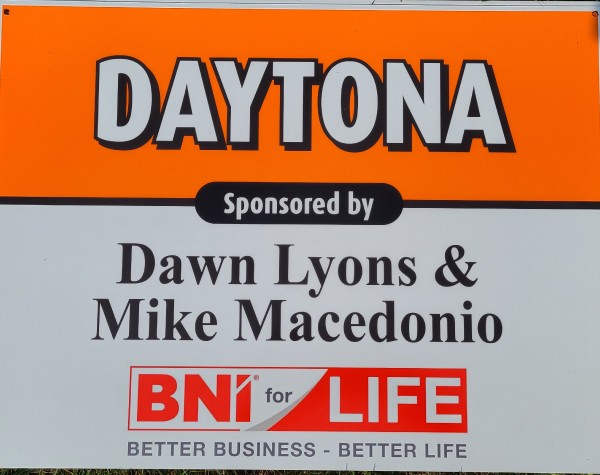 DAYTONA
Sponsored by
Dawn Lyons &
Mike Macedonio
BNI® for LIFE
BETTER BUSINESS - BETTER LIFE